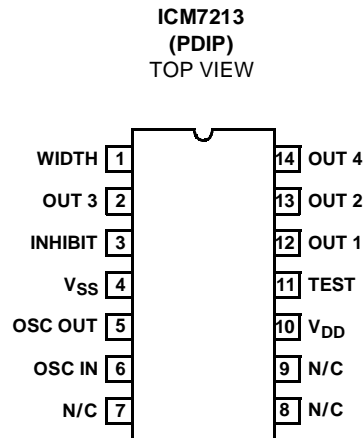 ICM7213
(PDIP)
TOP VIEW
WIDTH 1 14 OUT 4
OUT 3 2 13 OUT 2
INHIBIT 3 12 OUT 1
VSS 4 11 TEST
OSC OUT 5 10 VDD
OSC IN 6 9 N/C
N/C 7 8 N/C